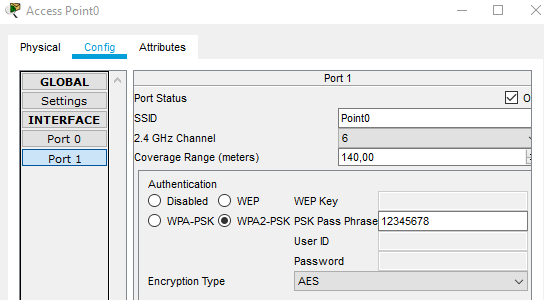 Access Point0
Physical Config Attributes
GLOBAL
Settings
INTERFACE
Port 0
Port 1
Port 1
Port Status O
SSID Point0
2.4 GHz Channel 6
Coverage Range (meters) 140,00
Authentication
Disabled WEP WEP Key
WPA-PSK WPA2-PSK PSK Pass Phrase 12345678
User ID
Password
Encryption Type AES